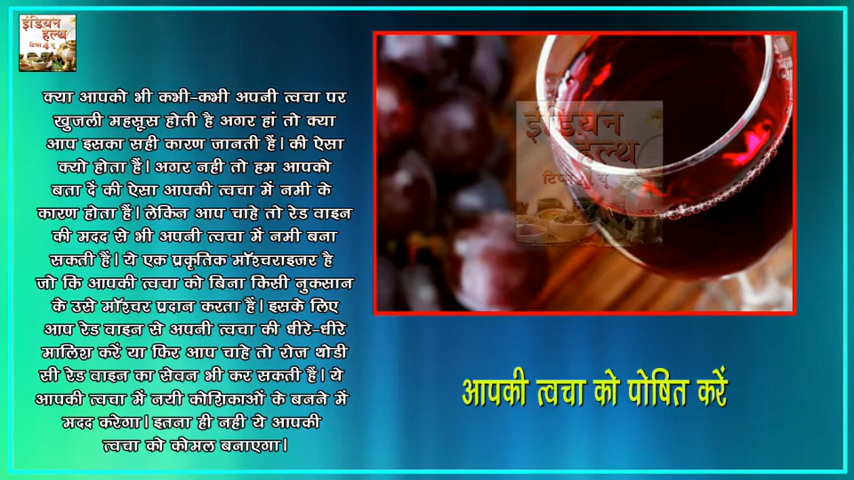 इंडियन
हेल्थ
टिप्स 4 यू
क्या आपको भी कभी-कभी अपनी त्वचा पर
खुजली महसूस होती है अगर हां तो क्या
आप इसका सही कारण जानती हैं। की ऐसा
क्यो होता हैं। अगर नही तो हम आपको
बता दें की ऐसा आपकी त्वचा में नमी के
कारण होता हैं। लेकिन आप चाहे तो रेड वाइन
की मदद से भी अपनी त्वचा में नमी बना
सकती हैं। ये एक प्रकृतिक मॉश्चराइजर है
जो कि आपकी त्वचा को बिना किसी नुकसान
के उसे मॉश्चर प्रदान करता हैं। इसके लिए
आप रेड वाइन से अपनी त्वचा की धीरे-धीरे
मालिश करें या फिर आप चाहे तो रोज थोडी
सी रेड वाइन का सेवन भी कर सकती हैं। ये
आपकी त्वचा में नयी कोशिकाओं के बनने में
मदद करेगा। इतना ही नही ये आपकी
त्वचा को कोमल बनाएगा।
इंडियन
हेल्थ
आपकी त्वचा को पोषित करें